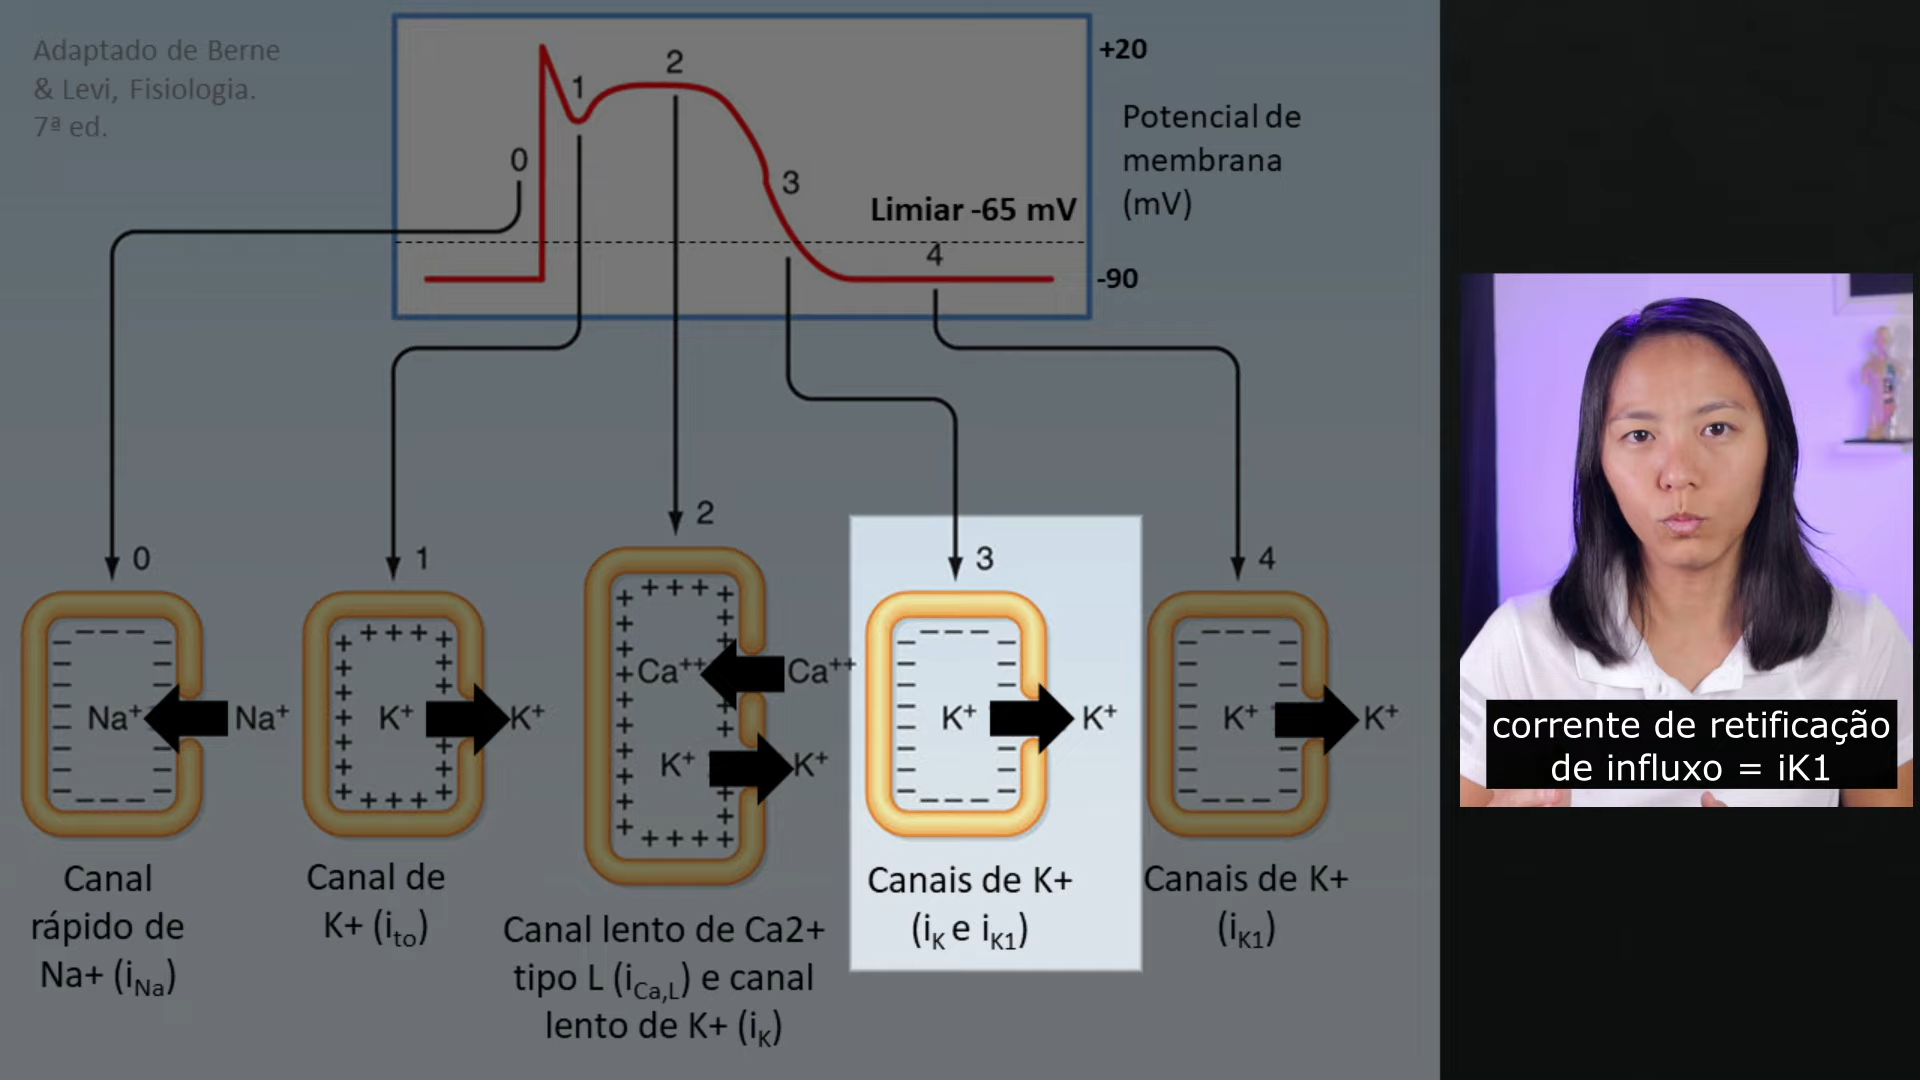 Adaptado de Berne
& Levi, Fisiologia.
7ª ed.
+20
Potencial de
membrana
(mV)
-90
0
1
2
3
Limiar -65 mV
4
0
1
2
3
4
Na⁺ Na⁺
K⁺ K⁺
Ca⁺⁺ Ca⁺⁺
K⁺ K⁺
K⁺ K⁺
K⁺ K⁺
Canal
rápido de
Na+ (iNa)
Canal de
K+ (ito)
Canal lento de Ca2+
tipo L (iCa,L) e canal
lento de K+ (iK)
Canais de K+
(iK e iK1)
Canais de K+
(iK1)
corrente de retificação
de influxo = iK1